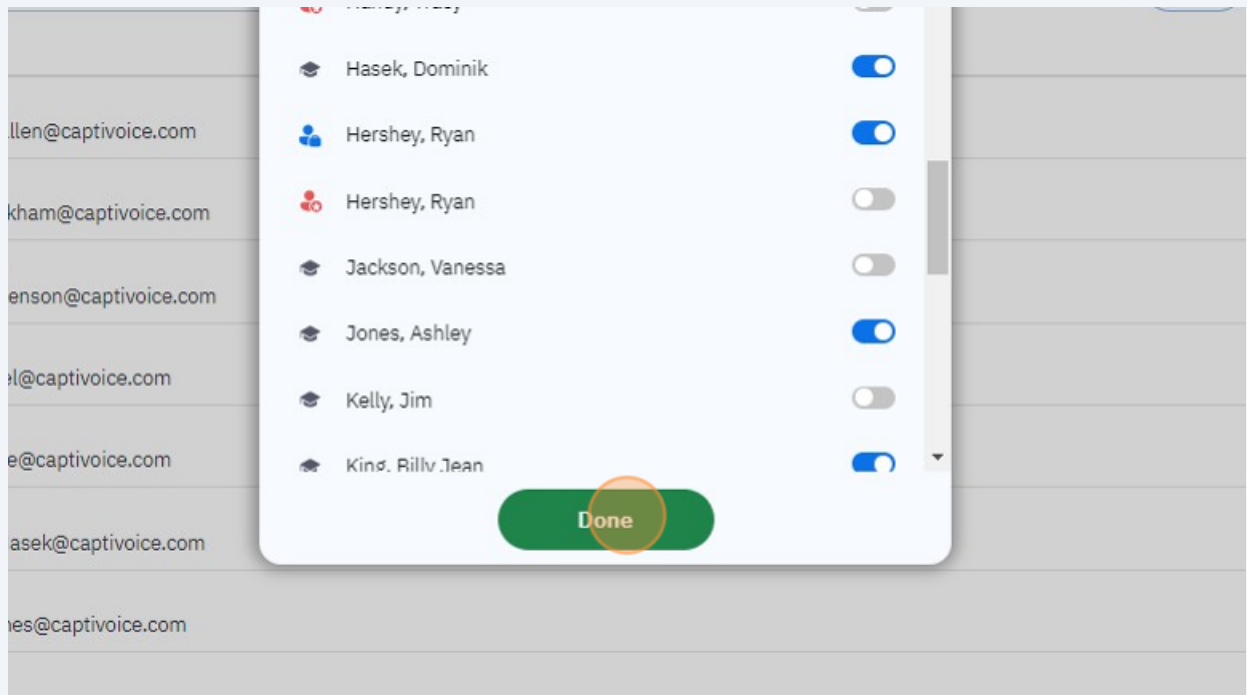 Hasek, Dominik
llen@captivoice.com
Hershey, Ryan
kham@captivoice.com
Hershey, Ryan
Jackson, Vanessa
enson@captivoice.com
Jones, Ashley
el@captivoice.com
Kelly, Jim
e@captivoice.com
King, Billy Jean
Done
asek@captivoice.com
nes@captivoice.com